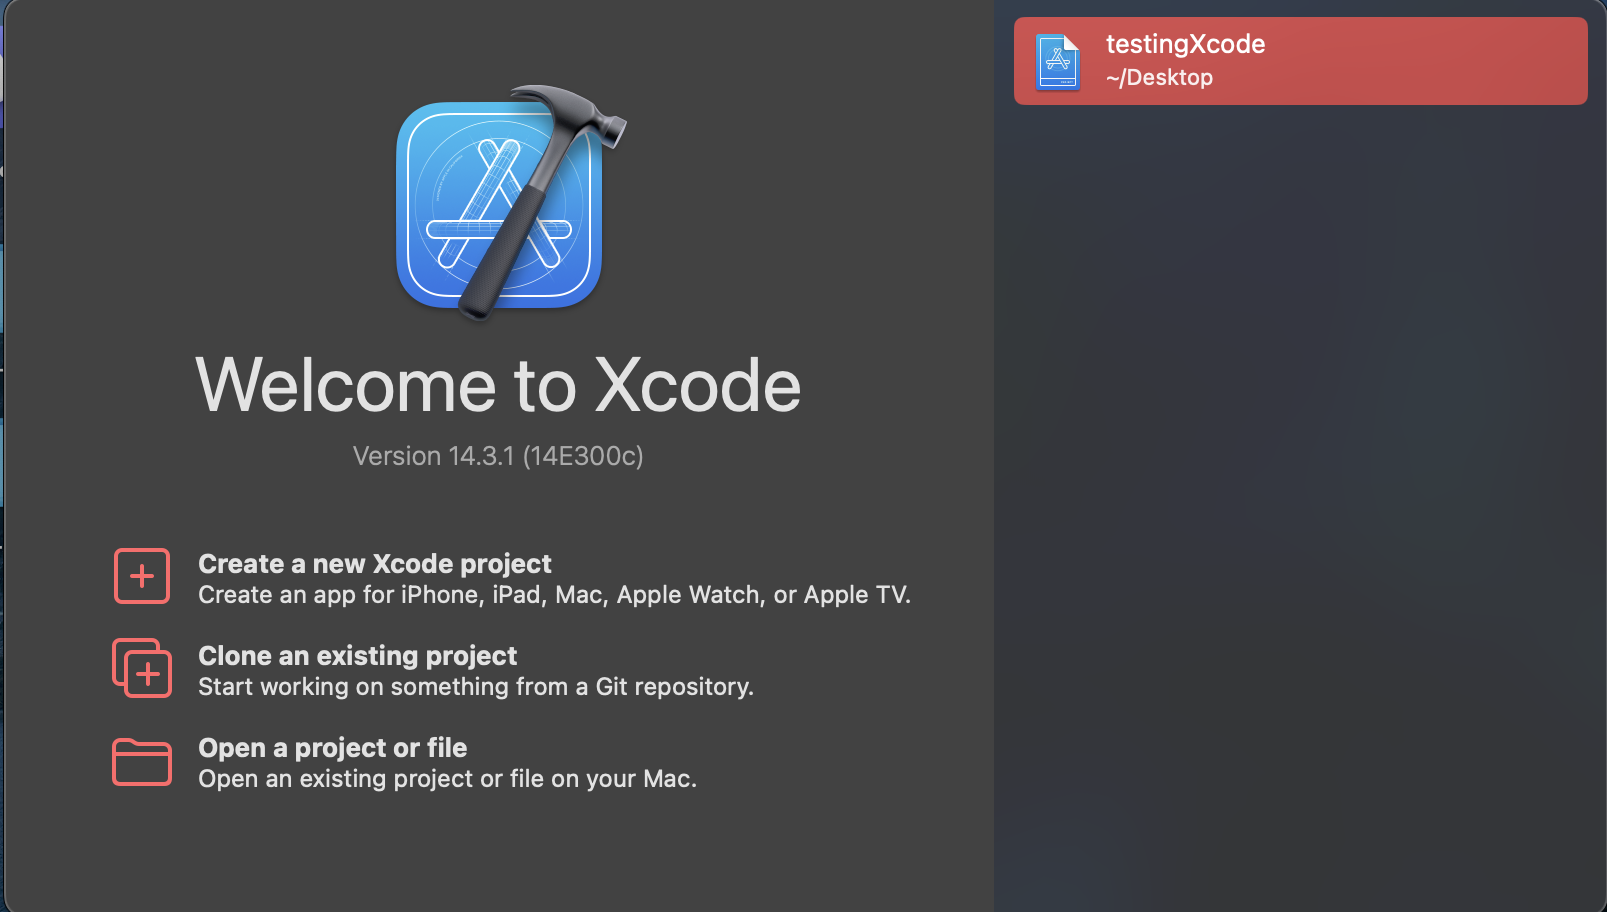 Welcome to Xcode
Version 14.3.1 (14E300c)
Create a new Xcode project
Create an app for iPhone, iPad, Mac, Apple Watch, or Apple TV.
Clone an existing project
Start working on something from a Git repository.
Open a project or file
Open an existing project or file on your Mac.
testingXcode
~/Desktop